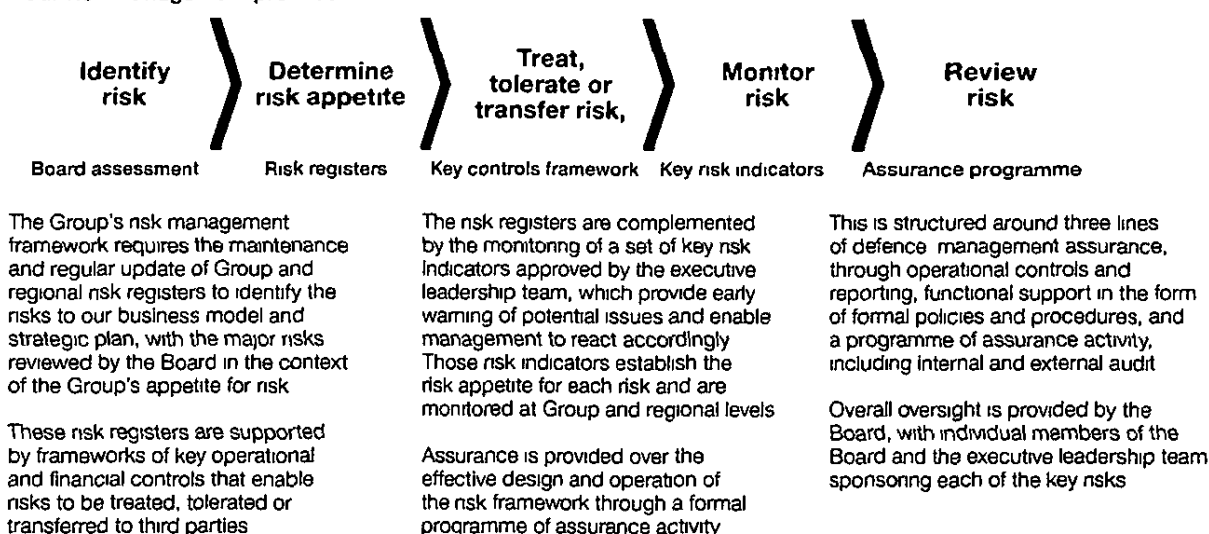 Identify
risk
Determine
risk appetite
Treat,
tolerate or
transfer risk,
Monitor
risk
Review
risk
Board assessment
Risk registers
Key controls framework
Key risk indicators
Assurance programme
The Group's risk management
framework requires the maintenance
and regular update of Group and
regional risk registers to identify the
risks to our business model and
strategic plan, with the major risks
reviewed by the Board in the context
of the Group's appetite for risk
These risk registers are supported
by frameworks of key operational
and financial controls that enable
risks to be treated, tolerated or
transferred to third parties
The risk registers are complemented
by the monitoring of a set of key risk
indicators approved by the executive
leadership team, which provide early
warning of potential issues and enable
management to react accordingly
Those risk indicators establish the
risk appetite for each risk and are
monitored at Group and regional levels
Assurance is provided over the
effective design and operation of
the risk framework through a formal
programme of assurance activity
This is structured around three lines
of defence management assurance,
through operational controls and
reporting, functional support in the form
of formal policies and procedures, and
a programme of assurance activity,
including internal and external audit
Overall oversight is provided by the
Board, with individual members of the
Board and the executive leadership team
sponsoring each of the key risks